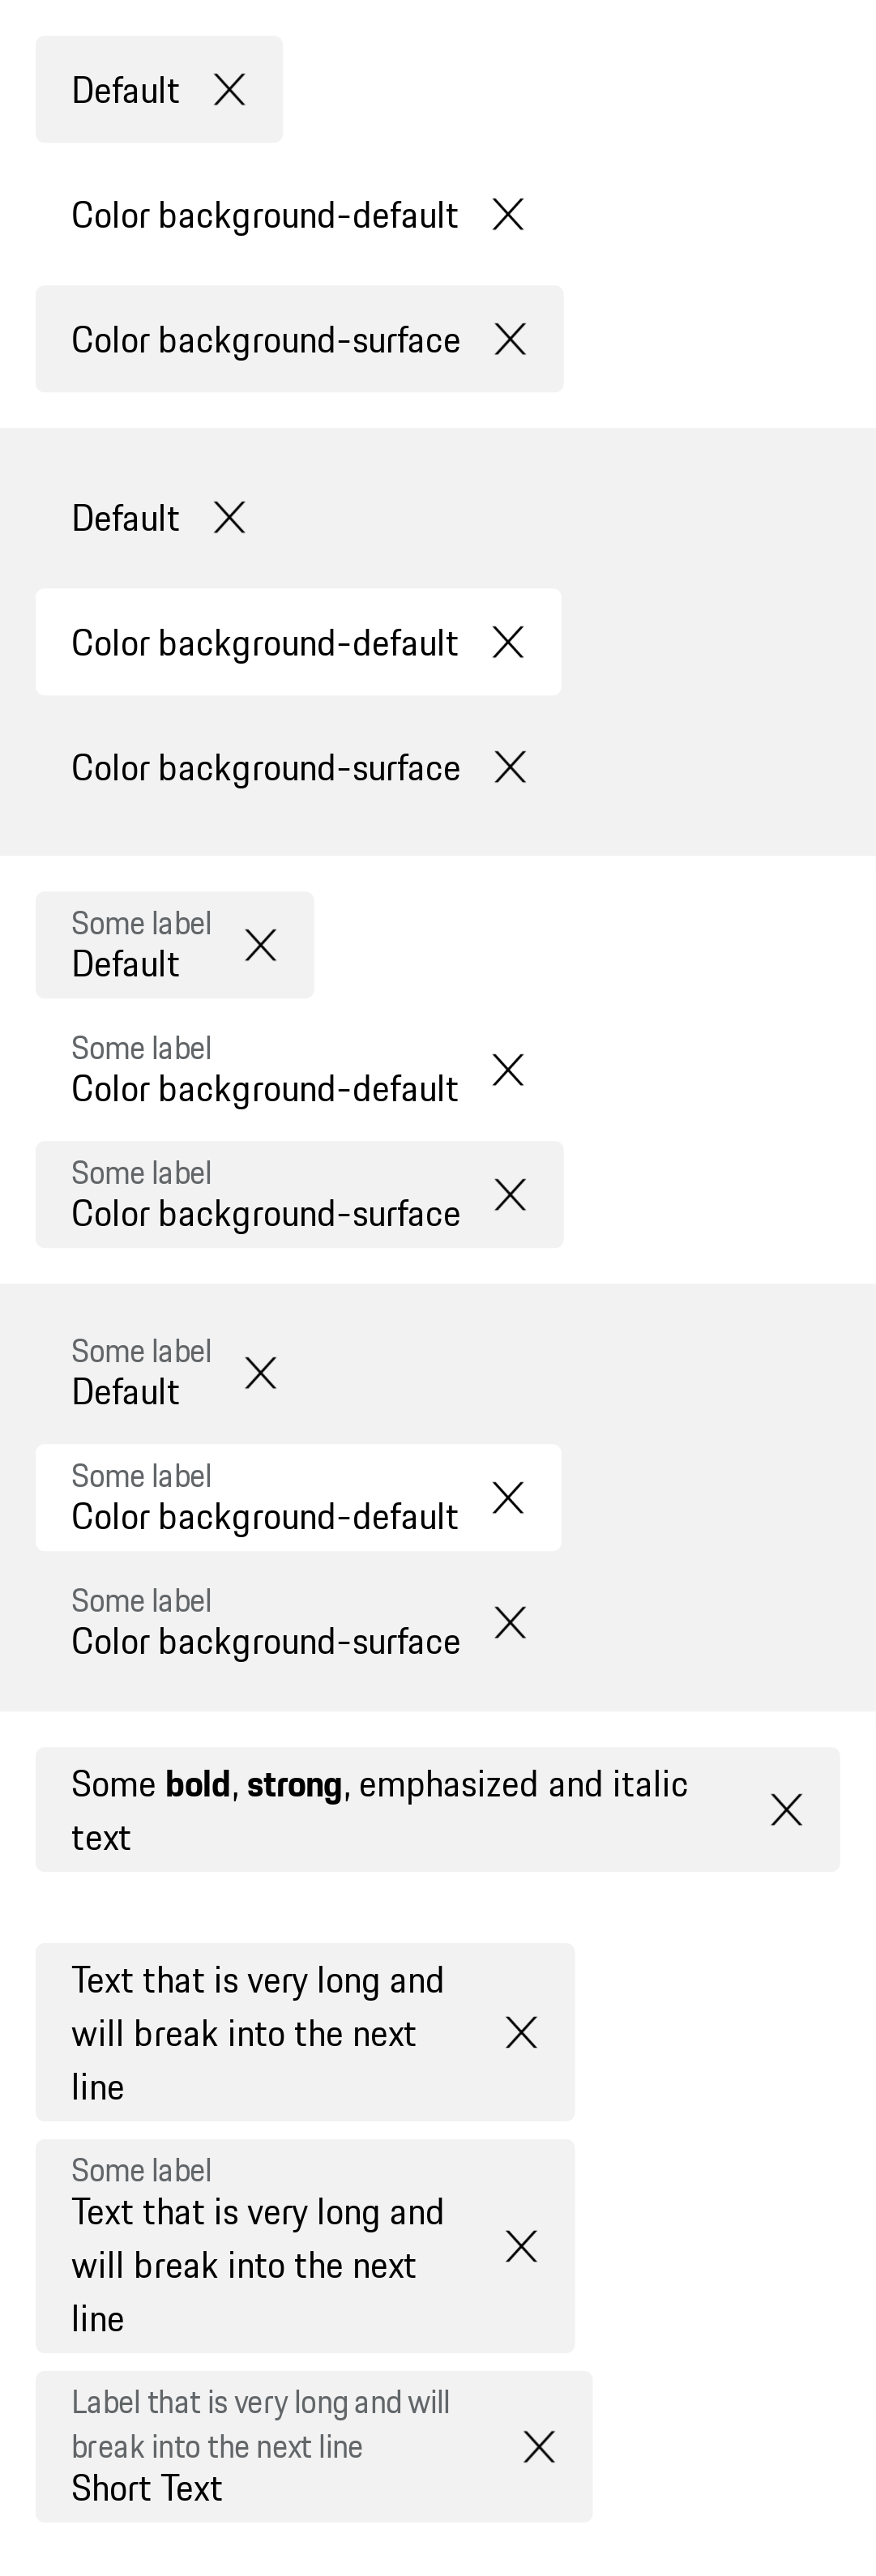 Default
Color background-default
Color background-surface
Default
Color background-default
Color background-surface
Some label
Default
Some label
Color background-default
Some label
Color background-surface
Some label
Default
Some label
Color background-default
Some label
Color background-surface
Some bold, strong, emphasized and italic
text
Text that is very long and
will break into the next
line
Some label
Text that is very long and
will break into the next
line
Label that is very long and will
break into the next line
Short Text